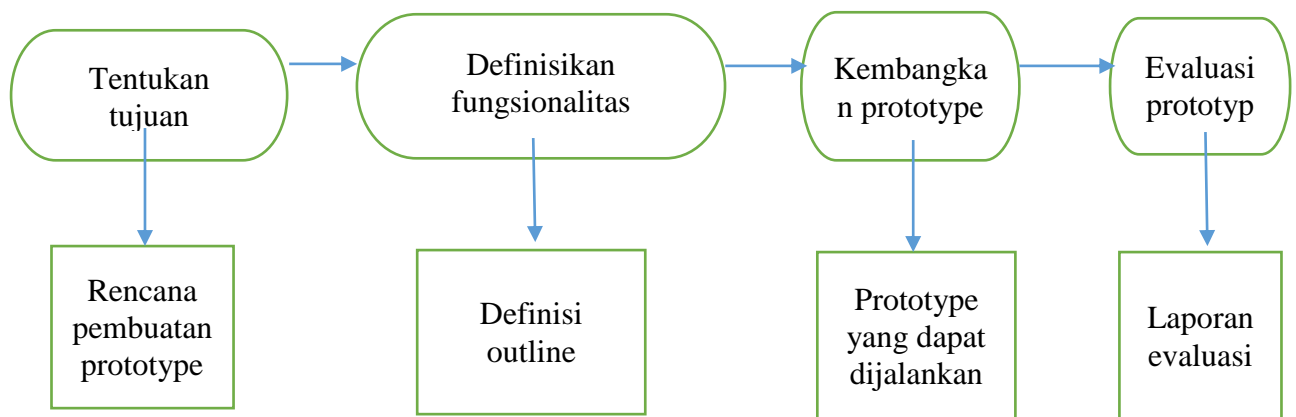 Tentukan
tujuan
Definisikan
fungsionalitas
Kembangka
n prototype
Evaluasi
prototyp
Rencana
pembuatan
prototype
Definisi
outline
Prototype
yang dapat
dijalankan
Laporan
evaluasi